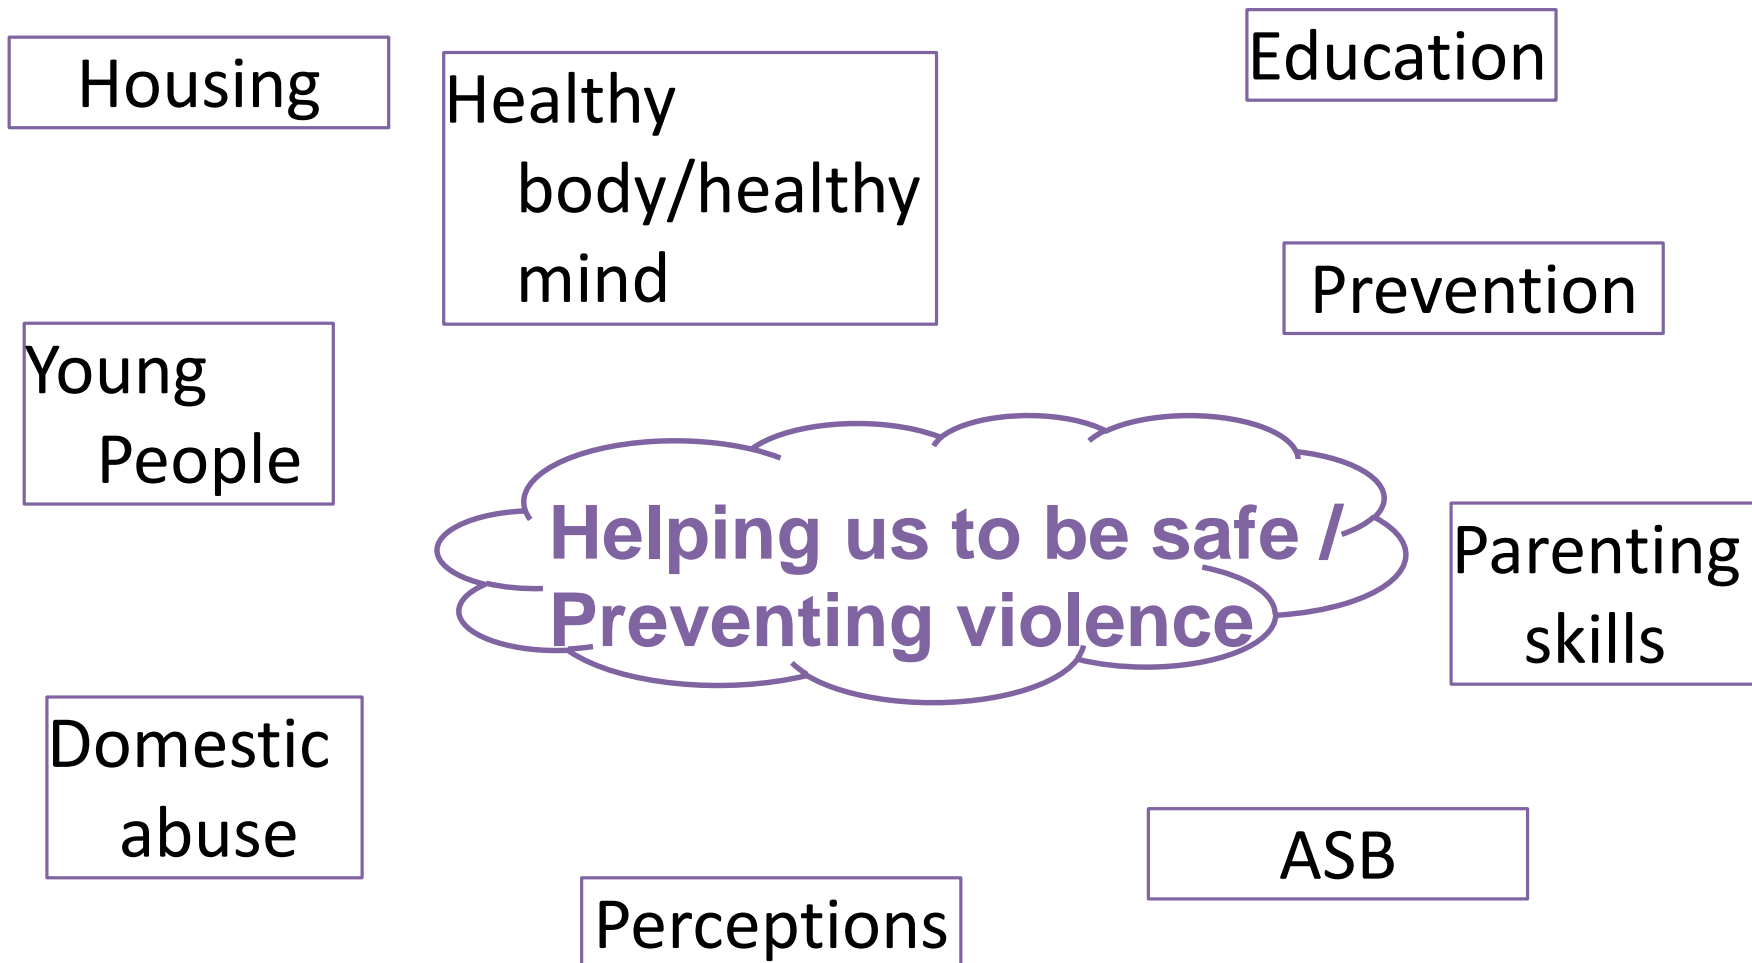 Housing
Healthy
body/healthy
mind
Education
Prevention
Young
People
Helping us to be safe /
Preventing violence
Parenting
skills
Domestic
abuse
ASB
Perceptions